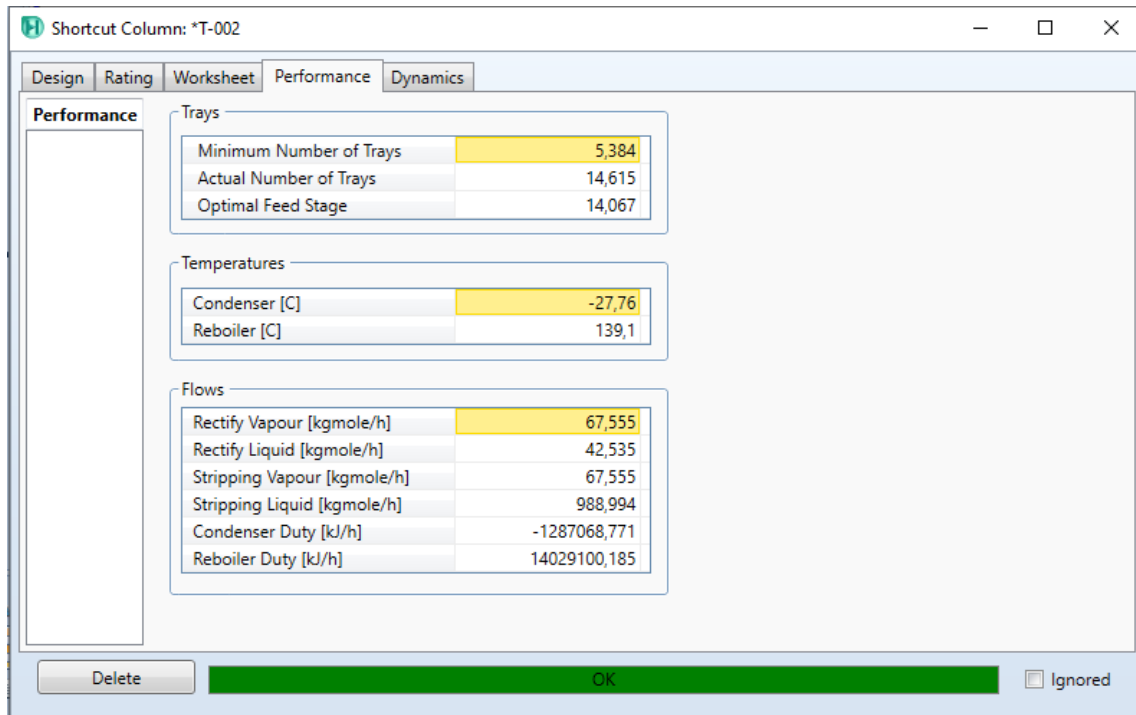 Shortcut Column: *T-002
Design Rating Worksheet Performance Dynamics
Performance
Trays
Minimum Number of Trays 5,384
Actual Number of Trays 14,615
Optimal Feed Stage 14,067
Temperatures
Condenser [C] -27,76
Reboiler [C] 139,1
Flows
Rectify Vapour [kgmole/h] 67,555
Rectify Liquid [kgmole/h] 42,535
Stripping Vapour [kgmole/h] 67,555
Stripping Liquid [kgmole/h] 988,994
Condenser Duty [kJ/h] -1287068,771
Reboiler Duty [kJ/h] 14029100,185
Delete OK Ignored